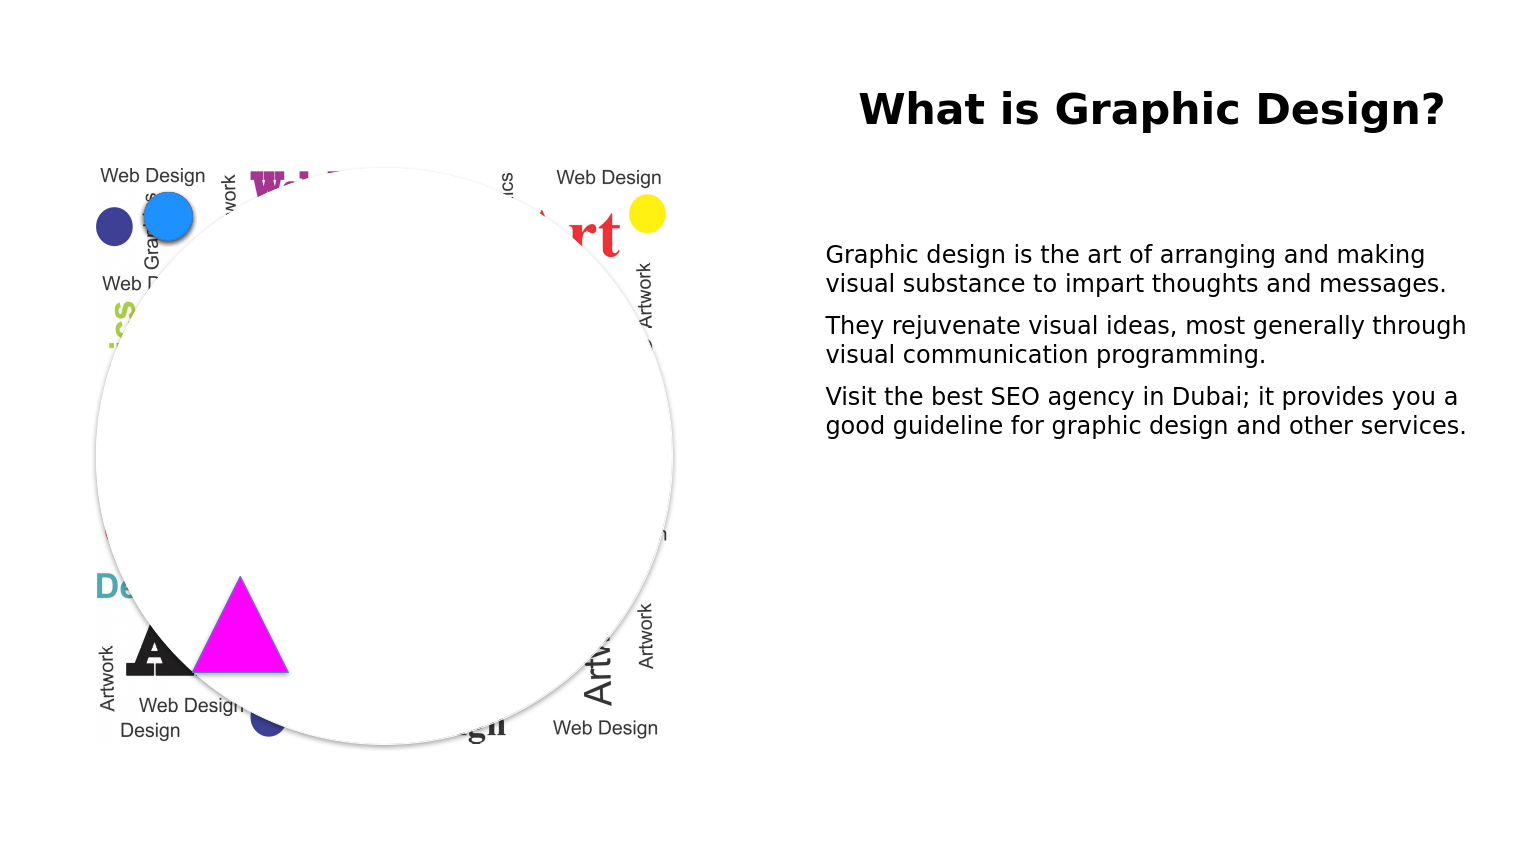 What is Graphic Design?
Graphic design is the art of arranging and making
visual substance to impart thoughts and messages.
They rejuvenate visual ideas, most generally through
visual communication programming.
Visit the best SEO agency in Dubai; it provides you a
good guideline for graphic design and other services.
Web Design
Web Design
Artwork
Artwork
A
Artwork
Web Design
Design
Web Design